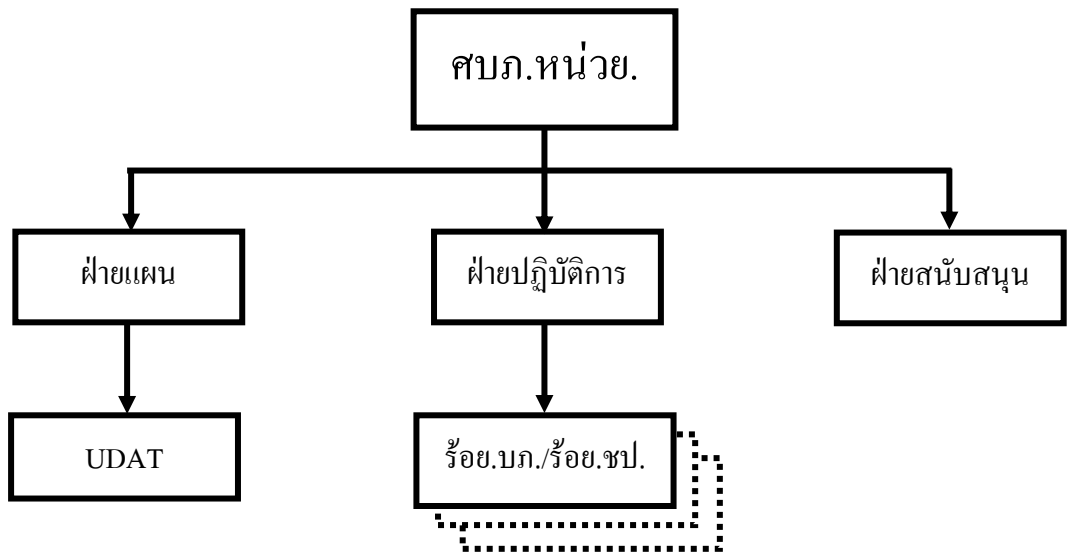 ศบภ.หน่วย.
ฝ่ายแผน
ฝ่ายปฏิบัติการ
ฝ่ายสนับสนุน
UDAT
ร้อย.บภ./ร้อย.ชป.